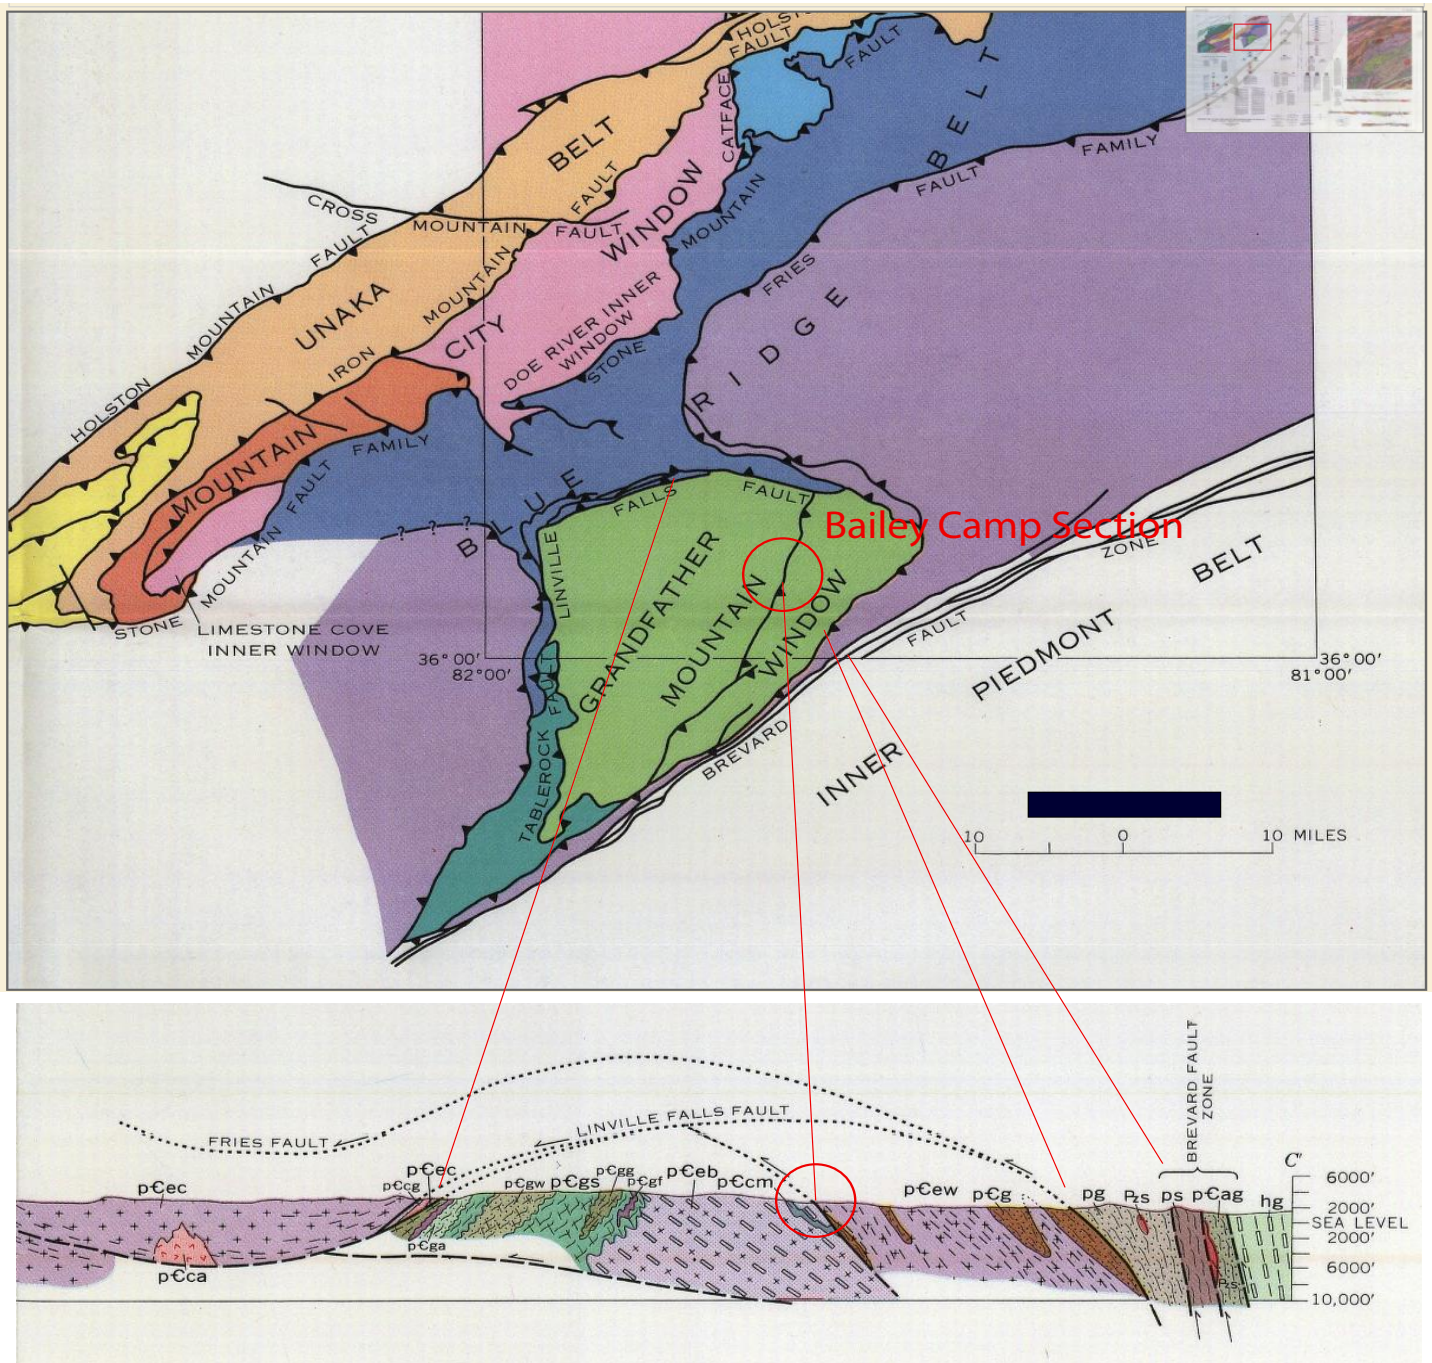 HOLSTON
FAULT
FAULT
BELT
CATFACE
BELT
FAMILY
FAULT
UNAKA
BELT
FAULT
WINDOW
MOUNTAIN
CROSS
MOUNTAIN
FAULT
FAULT
MOUNTAIN
MOUNTAIN
FRIES
RIDGE
CITY
DOE RIVER INNER
WINDOW
STONE
IRON
HOLSTON
MOUNTAIN
FAMILY
FAULT
MOUNTAIN
BLUE
? ? ?
FALLS
FAULT
Bailey Camp Section
ZONE
BELT
LINVILLE
GRANDFATHER
MOUNTAIN
WINDOW
STONE
LIMESTONE COVE
INNER WINDOW
36°00'
82°00'
36°00'
81°00'
FAULT
PIEDMONT
FAULT
TABLEROCK
BREVARD
INNER
10 0 10 MILES
BREVARD FAULT
ZONE
LINVILLE FALLS FAULT
FRIES FAULT
C'
p€ec
p€cg
p€ec
p€gw
p€gs
p€gg
p€gf
p€eb
p€cm
p€ew
p€g
pg
Pzs
ps
p€ag
hg
6000'
2000'
SEA LEVEL
2000'
6000'
10,000'
p€ga
p€ca
Pzs